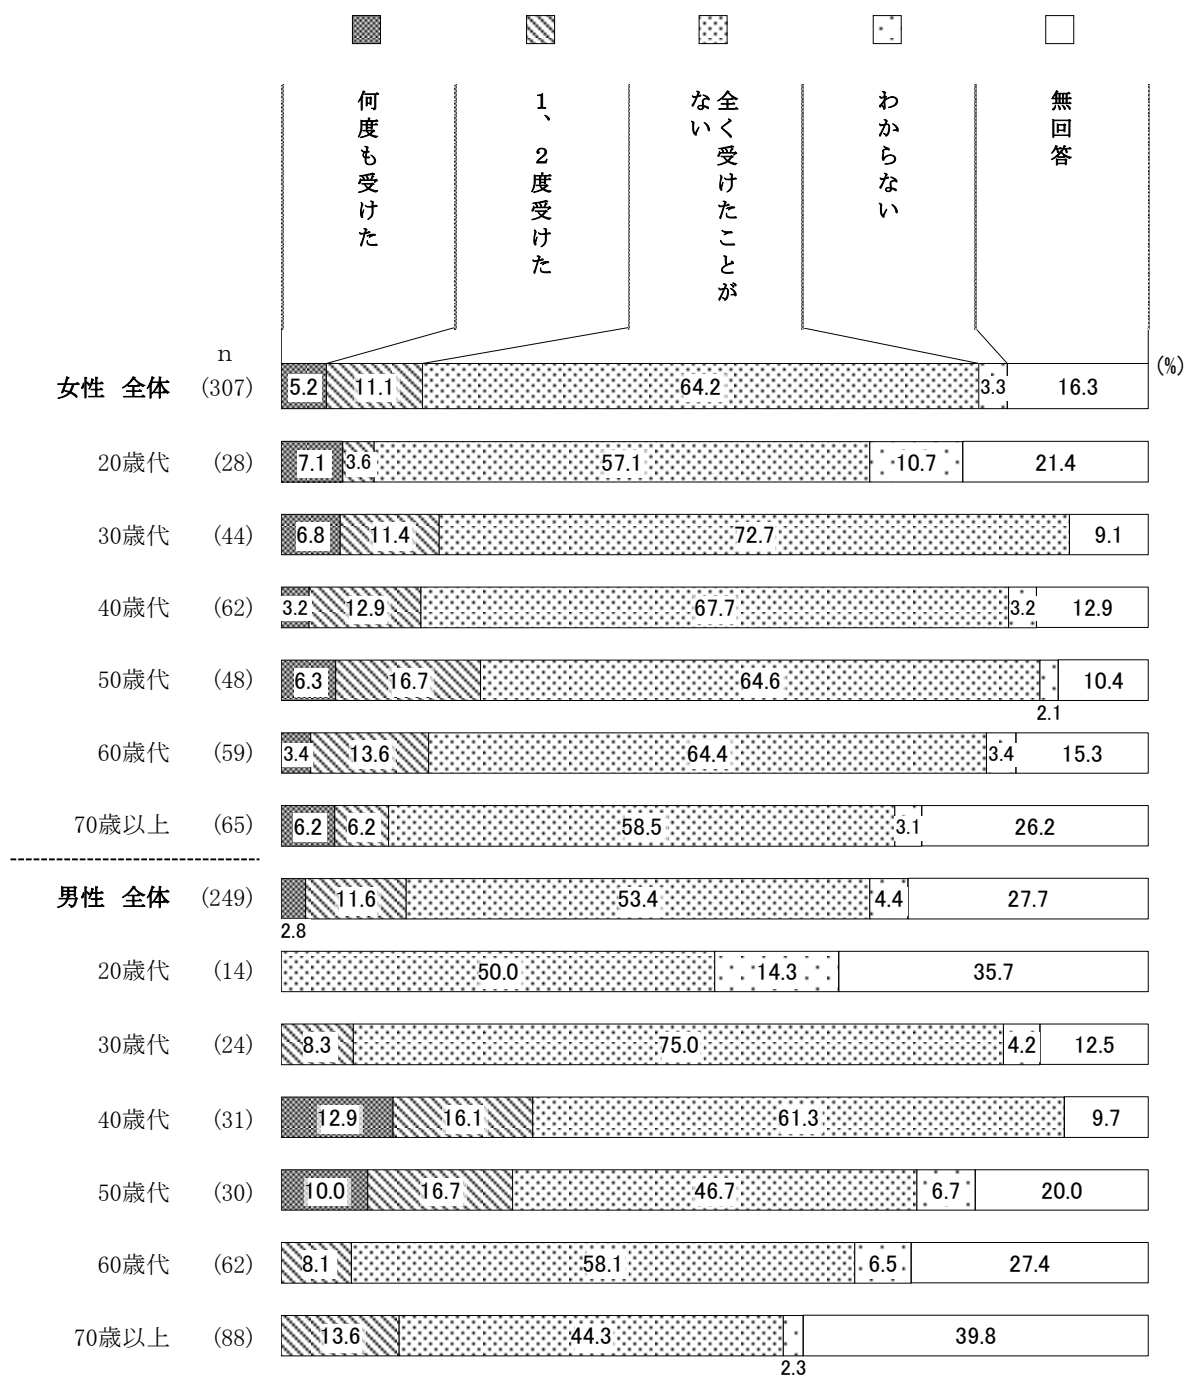 何度も受けた
１、２度受けた
全く受けたことが
ない
わからない
無回答
(%)
n
女性 全体 (307) 5.2 11.1 64.2 3.3 16.3
20歳代 (28) 7.1 3.6 57.1 10.7 21.4
30歳代 (44) 6.8 11.4 72.7 9.1
40歳代 (62) 3.2 12.9 67.7 3.2 12.9
50歳代 (48) 6.3 16.7 64.6 10.4
2.1
60歳代 (59) 3.4 13.6 64.4 3.4 15.3
70歳以上 (65) 6.2 6.2 58.5 3.1 26.2
男性 全体 (249) 11.6 53.4 4.4 27.7
2.8
20歳代 (14) 50.0 14.3 35.7
30歳代 (24) 8.3 75.0 4.2 12.5
40歳代 (31) 12.9 16.1 61.3 9.7
50歳代 (30) 10.0 16.7 46.7 6.7 20.0
60歳代 (62) 8.1 58.1 6.5 27.4
70歳以上 (88) 13.6 44.3 39.8
2.3